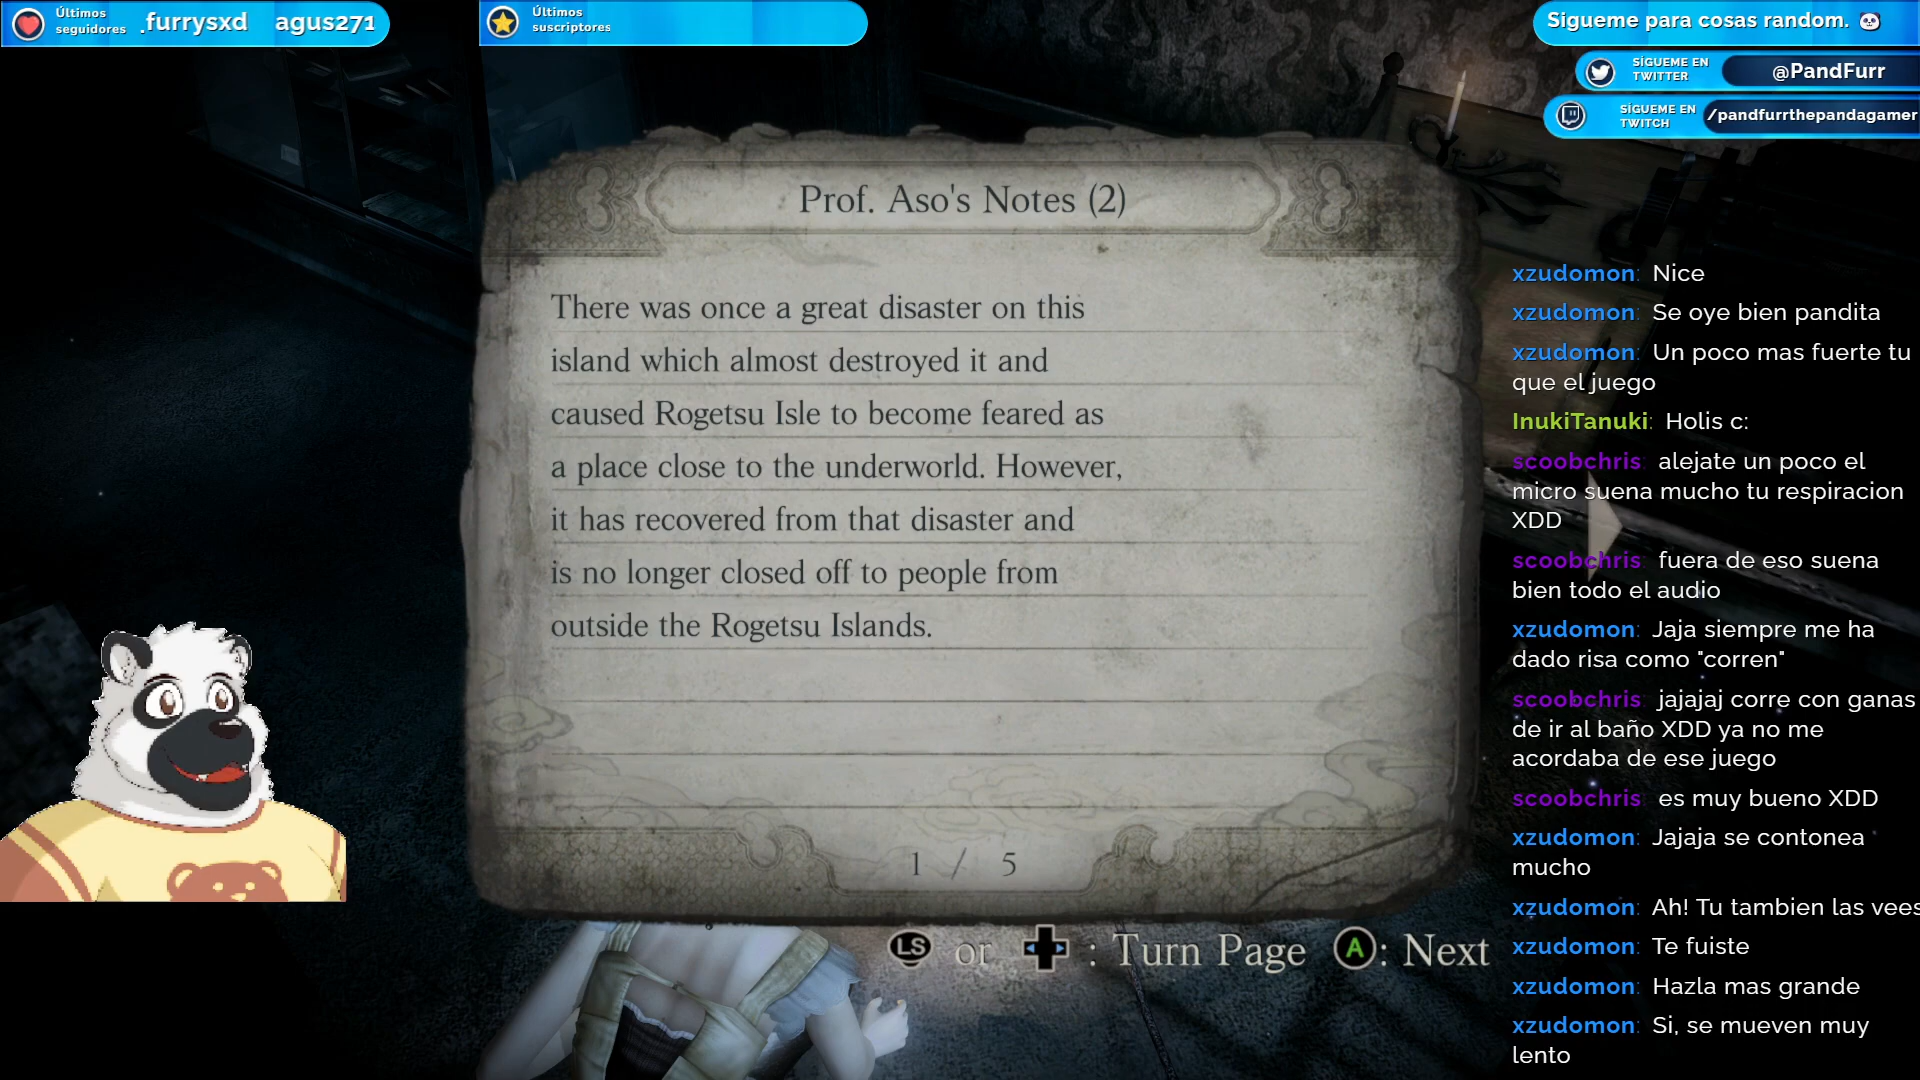 Últimos
seguidores
.furrysxd agus271
Últimos
suscriptores
Sigueme para cosas random. 🐼
SÍGUEME EN
TWITTER
@PandFurr
SÍGUEME EN
TWITCH
/pandfurrthepandagamer
Prof. Aso's Notes (2)
There was once a great disaster on this
island which almost destroyed it and
caused Rogetsu Isle to become feared as
a place close to the underworld. However,
it has recovered from that disaster and
is no longer closed off to people from
outside the Rogetsu Islands.
1 / 5
LS or : Turn Page A: Next
xzudomon: Nice
xzudomon: Se oye bien pandita
xzudomon: Un poco mas fuerte tu
que el juego
InukiTanuki: Holis c:
scoobchris: alejate un poco el
micro suena mucho tu respiracion
XDD
scoobchris: fuera de eso suena
bien todo el audio
xzudomon: Jaja siempre me ha
dado risa como "corren"
scoobchris: jajajaj corre con ganas
de ir al baño XDD ya no me
acordaba de ese juego
scoobchris: es muy bueno XDD
xzudomon: Jajaja se contonea
mucho
xzudomon: Ah! Tu tambien las vees
xzudomon: Te fuiste
xzudomon: Hazla mas grande
xzudomon: Si, se mueven muy
lento